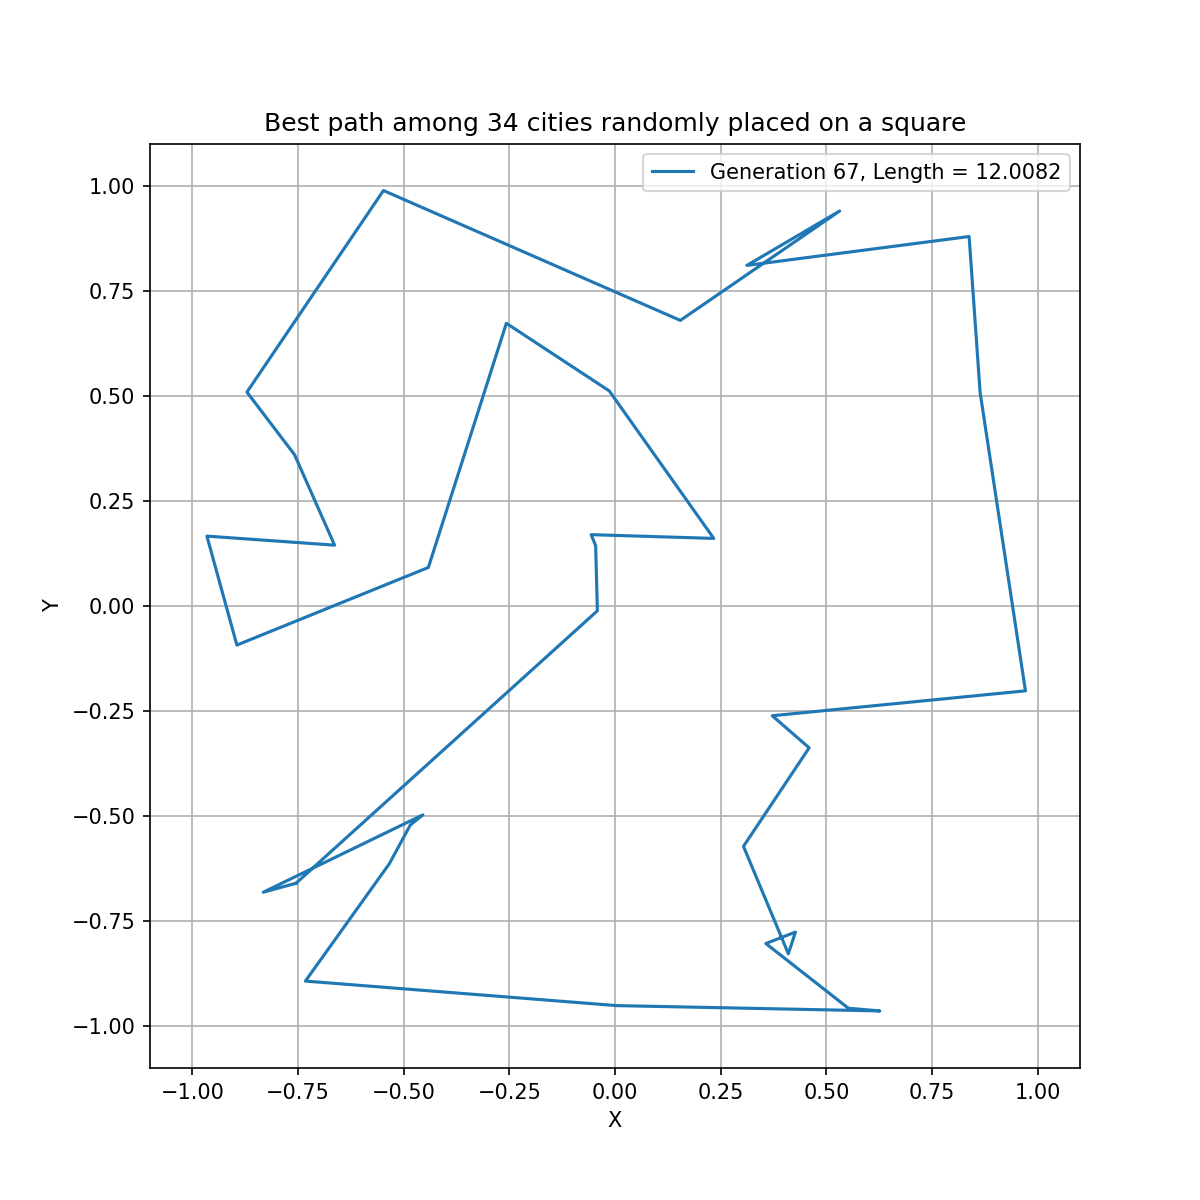 Best path among 34 cities randomly placed on a square
Generation 67, Length = 12.0082
1.00
0.75
0.50
0.25
0.00
−0.25
−0.50
−0.75
−1.00
Y
−1.00 −0.75 −0.50 −0.25 0.00 0.25 0.50 0.75 1.00
X